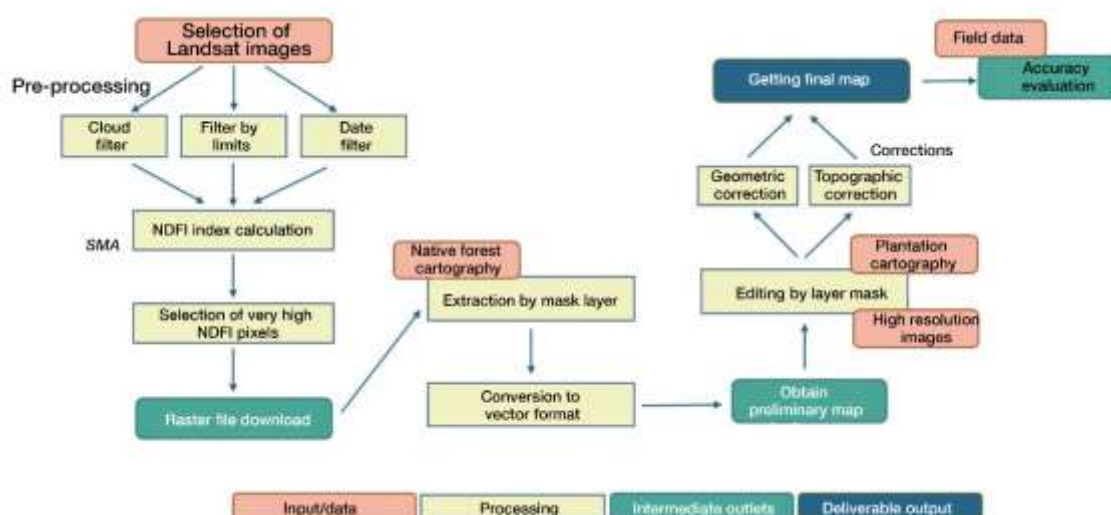 Selection of
Landsat images
Pre-processing
Cloud
filter
Filter by
limits
Date
filter
NDFI index calculation
SMA
Selection of very high
NDFI pixels
Raster file download
Native forest
cartography
Extraction by mask layer
Conversion to
vector format
Obtain
preliminary map
Plantation
cartography
Editing by layer mask
High resolution
images
Geometric
correction
Topographic
correction
Corrections
Getting final map
Field data
Accuracy
evaluation
Input/data
Processing
Intermediate outlets
Deliverable output